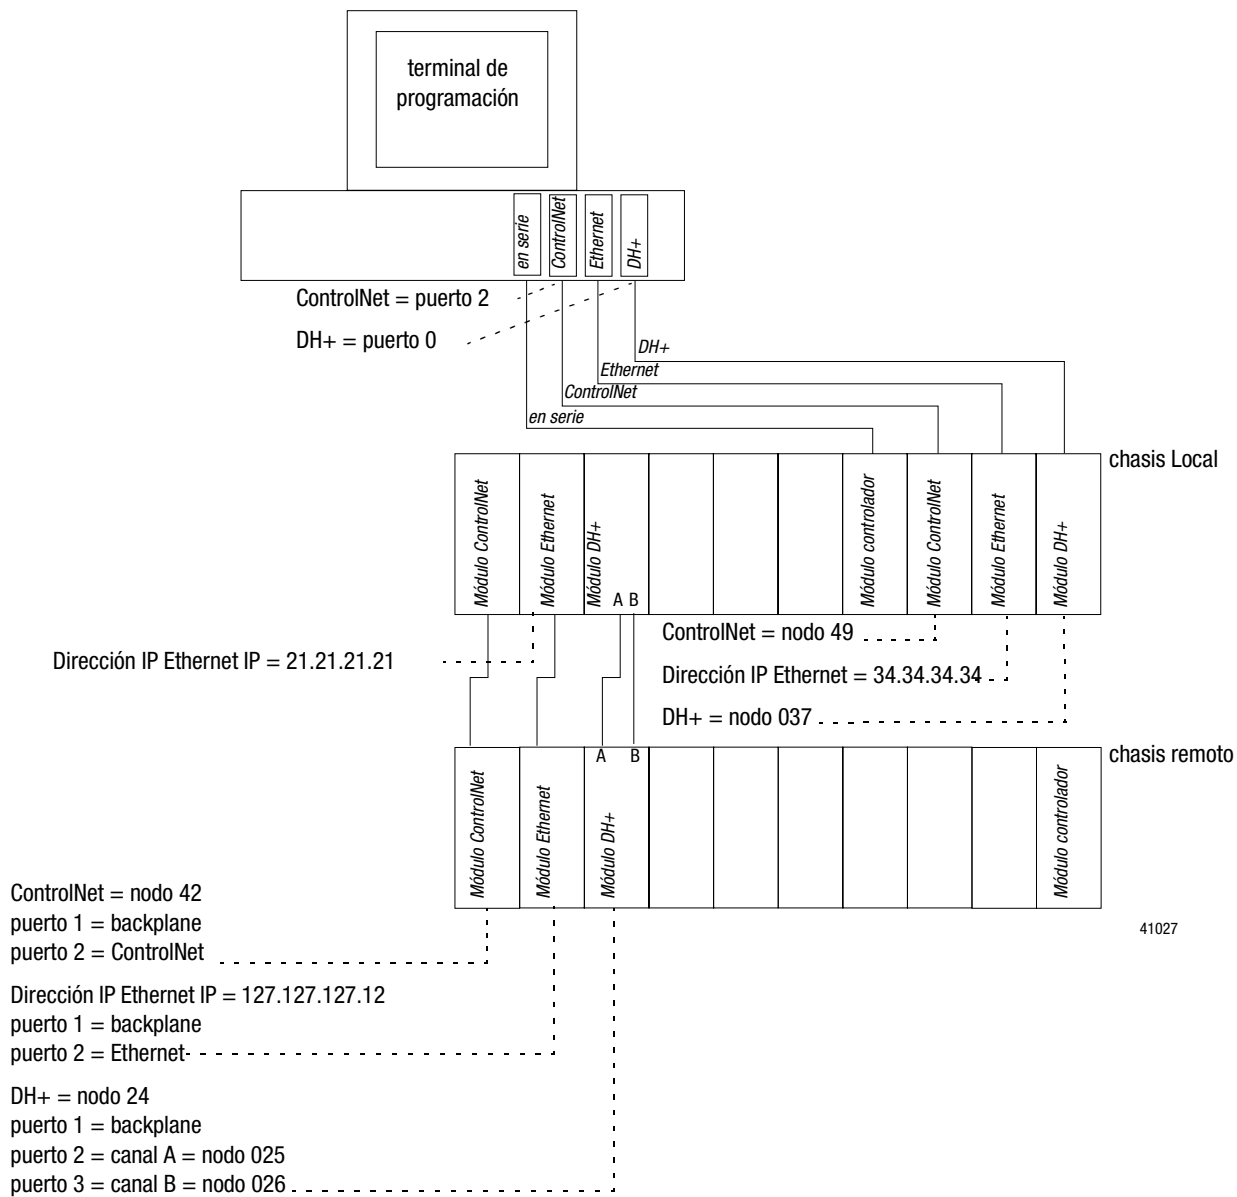 terminal de
programación
en serie
ControlNet
Ethernet
DH+
ControlNet = puerto 2
DH+ = puerto 0
DH+
Ethernet
ControlNet
en serie
chasis Local
Módulo ControlNet
Módulo Ethernet
Módulo DH+
A B
Módulo controlador
Módulo ControlNet
Módulo Ethernet
Módulo DH+
ControlNet = nodo 49
Dirección IP Ethernet IP = 21.21.21.21
Dirección IP Ethernet = 34.34.34.34
DH+ = nodo 037
A B
chasis remoto
Módulo ControlNet
Módulo Ethernet
Módulo DH+
Módulo controlador
ControlNet = nodo 42
puerto 1 = backplane
puerto 2 = ControlNet
41027
Dirección IP Ethernet IP = 127.127.127.12
puerto 1 = backplane
puerto 2 = Ethernet
DH+ = nodo 24
puerto 1 = backplane
puerto 2 = canal A = nodo 025
puerto 3 = canal B = nodo 026